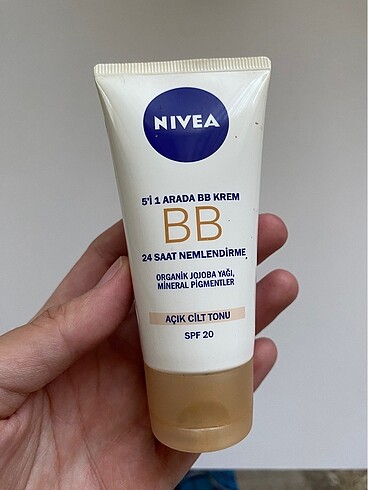 NIVEA
5'İ 1 ARADA BB KREM
BB
24 SAAT NEMLENDİRME
ORGANİK JOJOBA YAĞI,
MİNERAL PİGMENTLER
AÇIK CİLT TONU
SPF 20